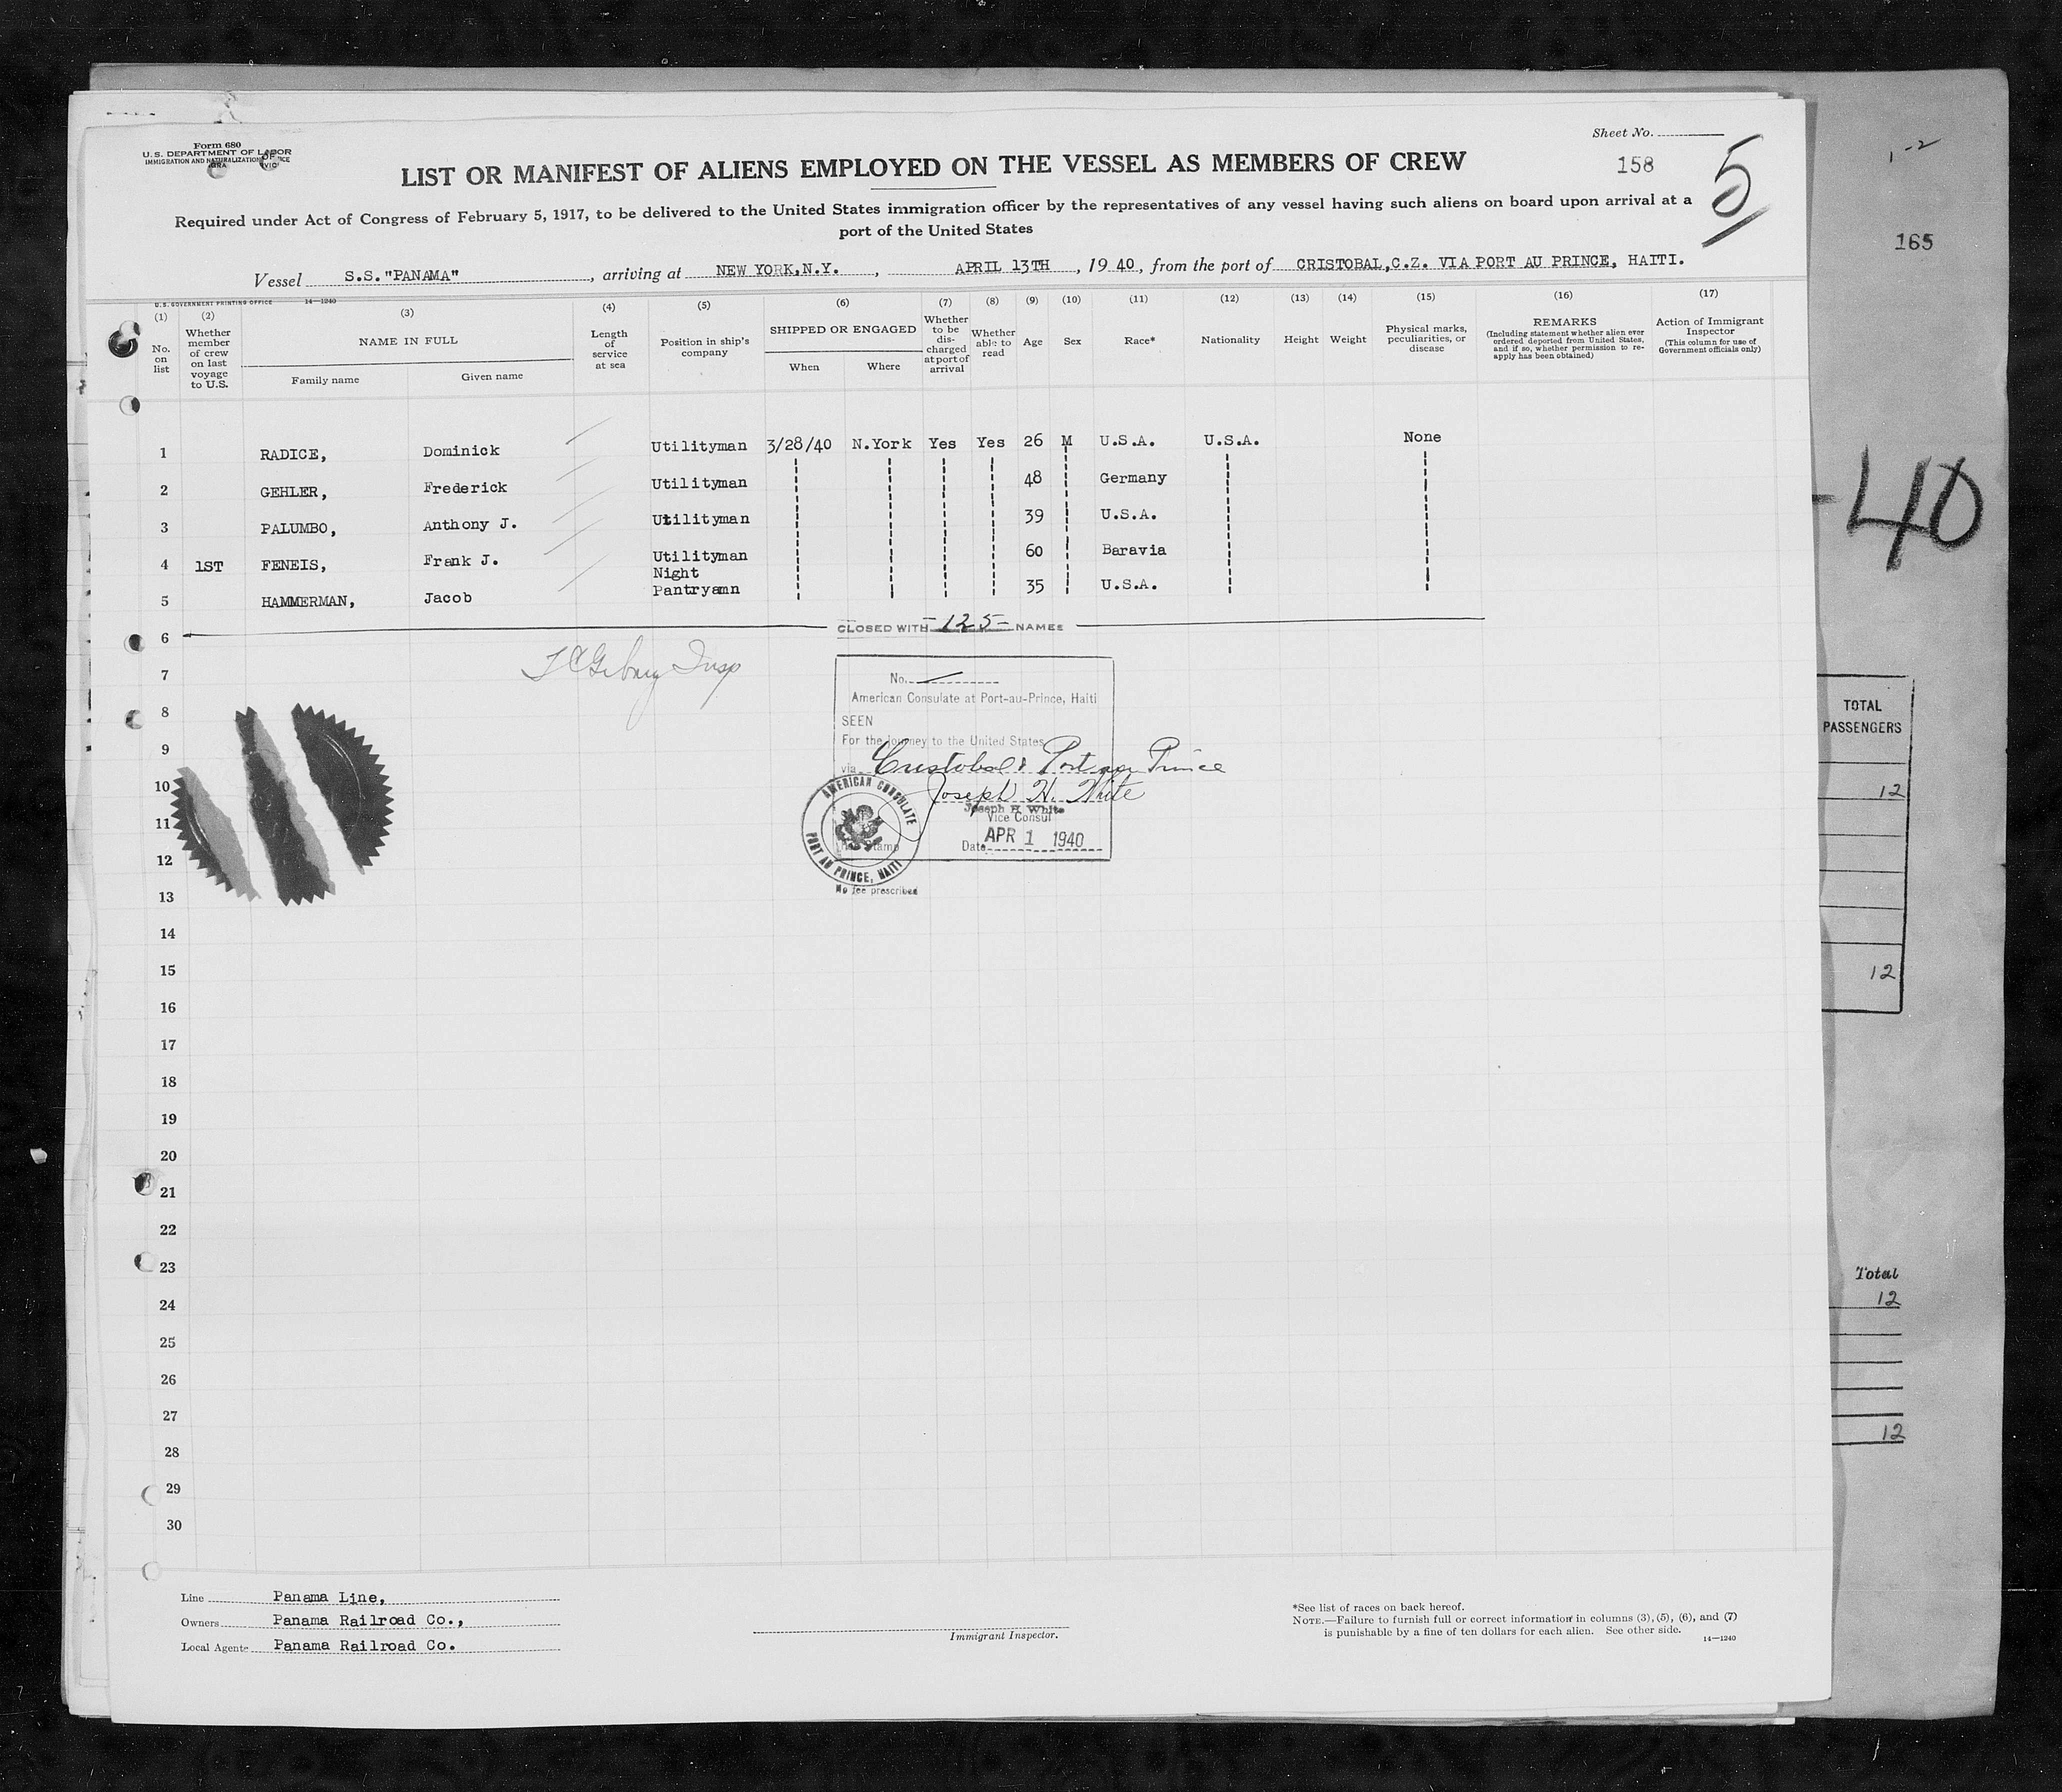 Form 680
U. S. DEPARTMENT OF LABOR
IMMIGRATION AND NATURALIZATION
Sheet No.
158
5
LIST OR MANIFEST OF ALIENS EMPLOYED ON THE VESSEL AS MEMBERS OF CREW
Required under Act of Congress of February 5, 1917, to be delivered to the United States immigration officer by the representatives of any vessel having such aliens on board upon arrival at a
port of the United States
Vessel S.S."PANAMA", arriving at NEW YORK,N.Y., APRIL 13TH, 1940, from the port of CRISTOBAL,C.Z. VIA PORT AU PRINCE, HAITI.
U. S. GOVERNMENT PRINTING OFFICE 14—1240
(1) (2) (3) (4) (5) (6) (7) (8) (9) (10) (11) (12) (13) (14) (15) (16) (17)
No. on list
Whether member of crew on last voyage to U.S.
NAME IN FULL
Family name
Given name
Length of service at sea
Position in ship's company
SHIPPED OR ENGAGED
When
Where
Whether to be discharged at port of arrival
Whether able to read
Age
Sex
Race*
Nationality
Height
Weight
Physical marks, peculiarities, or disease
REMARKS
(Including statement whether alien ever ordered deported from United States, and if so, whether permission to reapply has been obtained)
Action of Immigrant Inspector
(This column for use of Government officials only)
1 RADICE, Dominick Utilityman 3/28/40 N.York Yes Yes 26 M U.S.A. U.S.A. None
2 GEHLER, Frederick Utilityman 48 Germany
3 PALUMBO, Anthony J. Utilityman 39 U.S.A.
4 1ST FENEIS, Frank J. Utilityman 60 Baravia
5 HAMMERMAN, Jacob Night Pantryamn 35 U.S.A.
6 CLOSED WITH -125- NAMES
7
No.
American Consulate at Port-au-Prince, Haiti
8
SEEN
9
For the journey to the United States
via Cristobal & Port au Prince
10
Joseph H. White
Joseph H White
Vice Consul
11
Date APR 1 1940
AMERICAN CONSULATE
PORT AU PRINCE, HAITI
12
No fee prescribed
13
14
15
16
17
18
19
20
21
22
23
24
25
26
27
28
29
30
Line Panama Line,
Owners Panama Railroad Co.,
Local Agents Panama Railroad Co.
Immigrant Inspector.
*See list of races on back hereof.
NOTE.—Failure to furnish full or correct information in columns (3), (5), (6), and (7)
is punishable by a fine of ten dollars for each alien. See other side.
14—1240
1-2
165
-40
TOTAL
PASSENGERS
12
12
Total
12
12